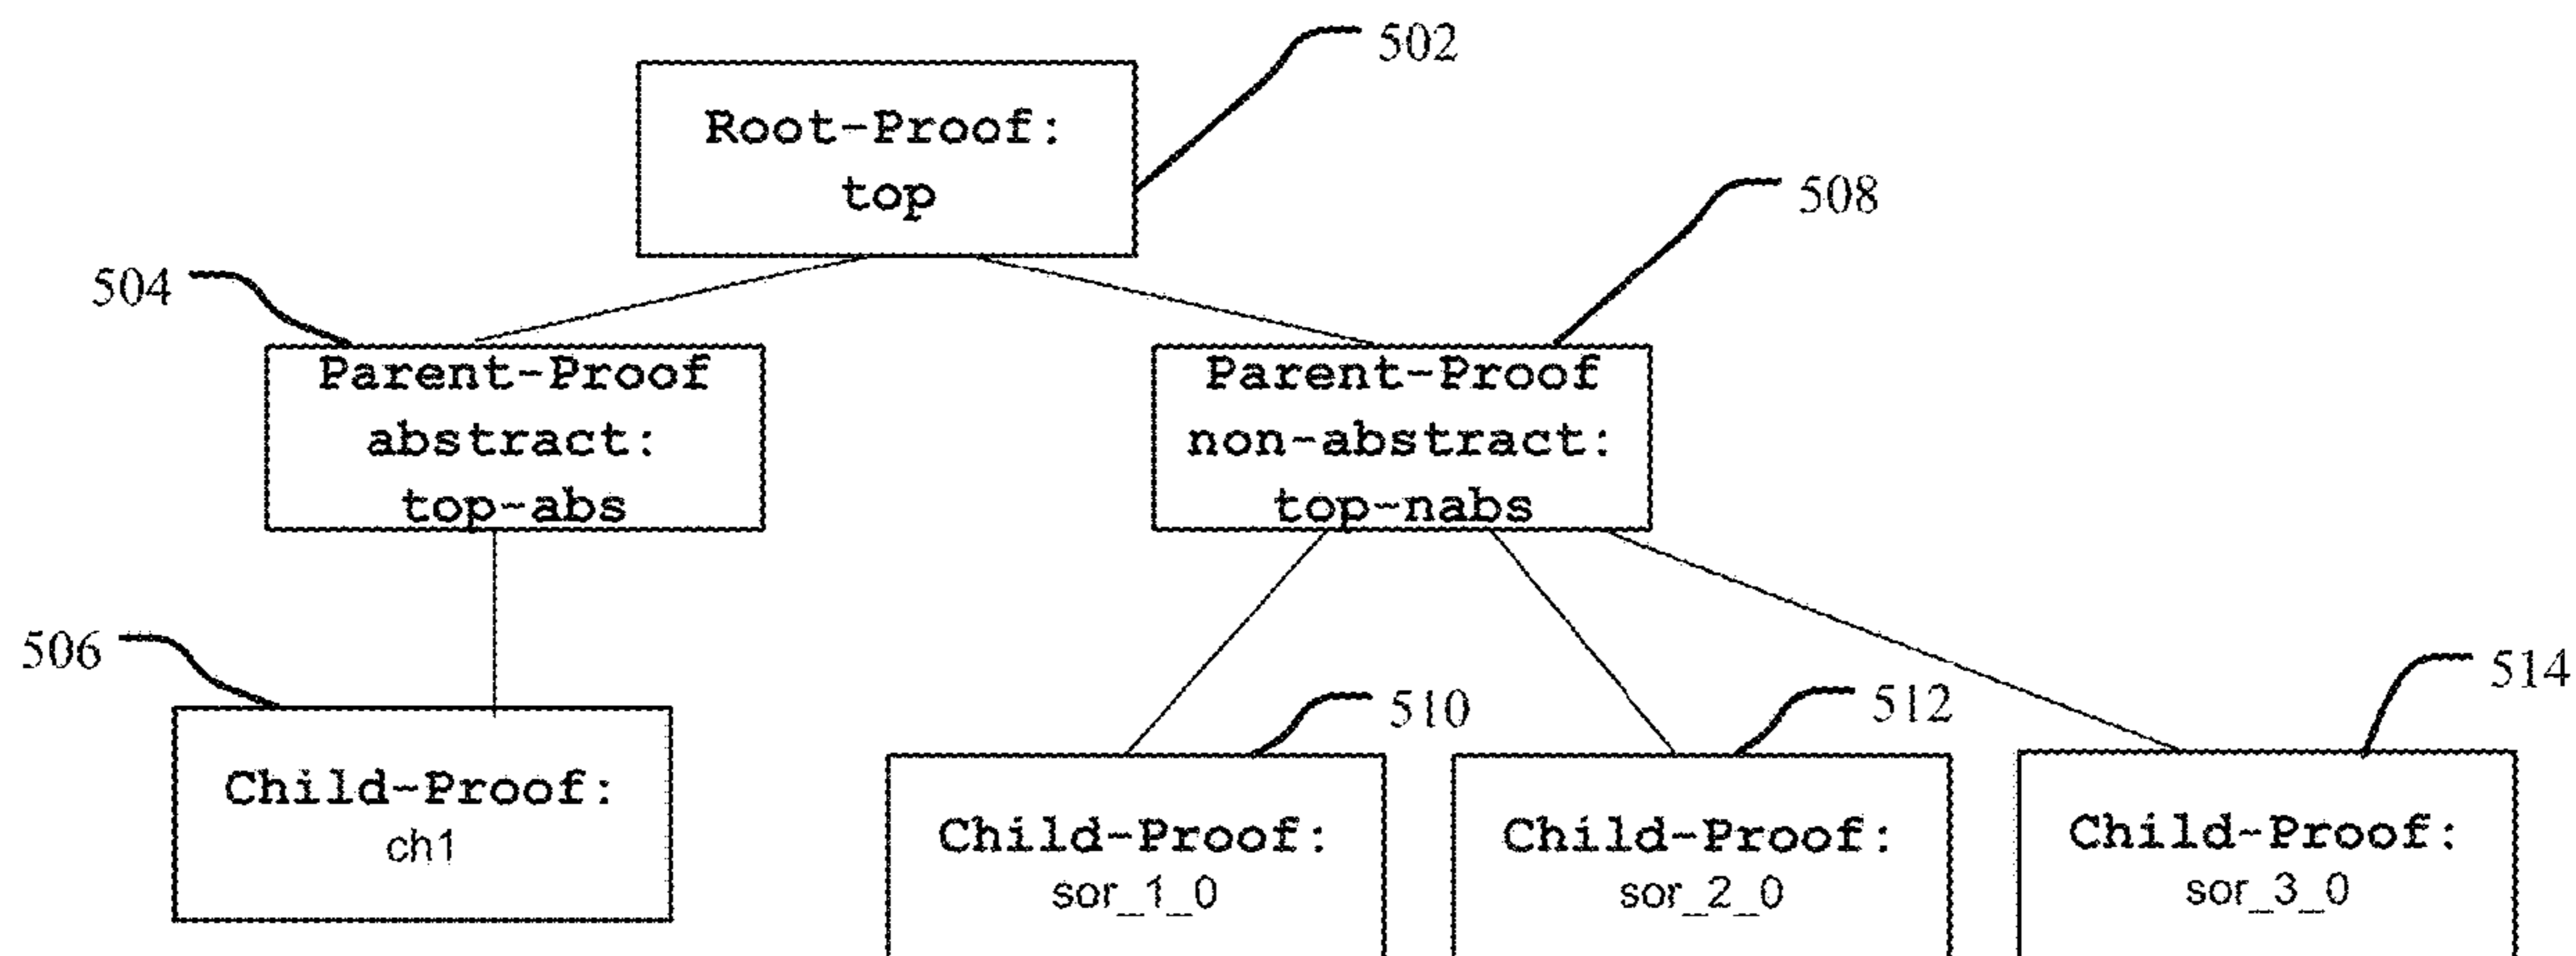 502
Root-Proof:
top
508
504
Parent-Proof
abstract:
top-abs
Parent-Proof
non-abstract:
top-nabs
506
510
512
514
Child-Proof:
ch1
Child-Proof:
sor_1_0
Child-Proof:
sor_2_0
Child-Proof:
sor_3_0